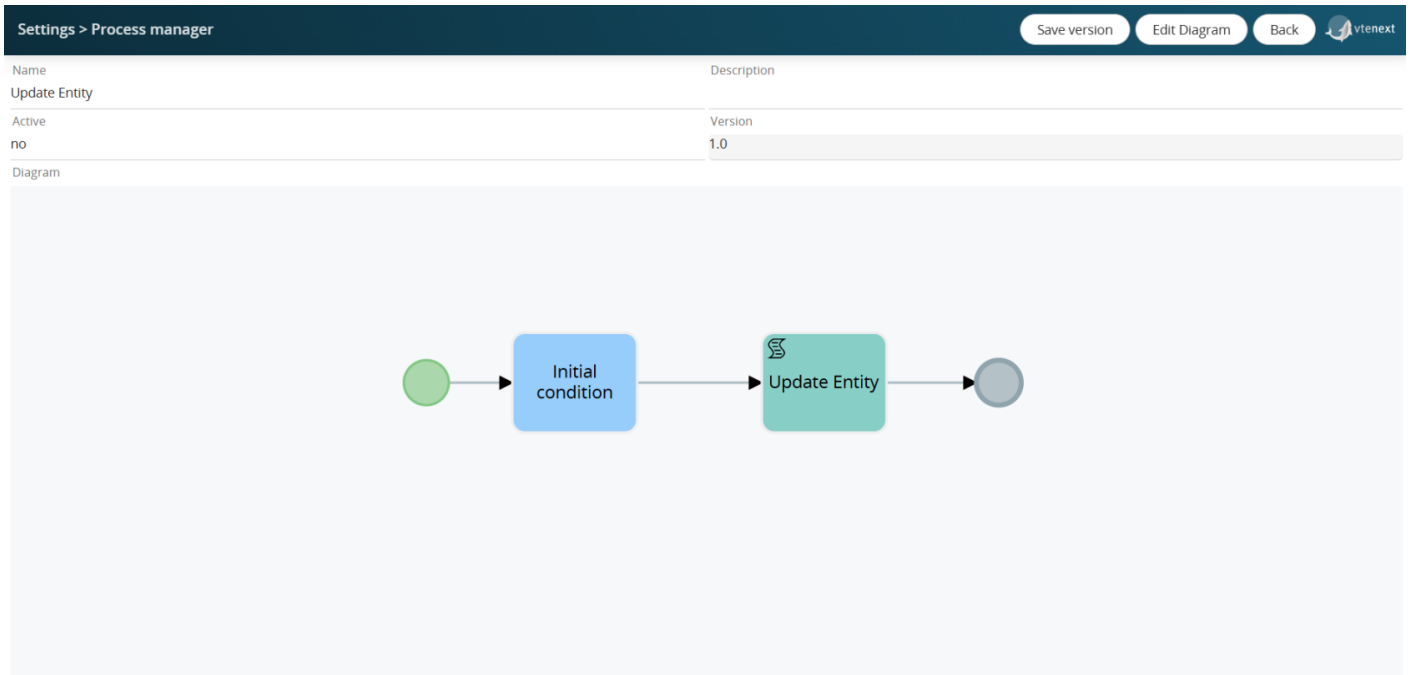 Settings > Process manager
Save version
Edit Diagram
Back
vtenext
Name
Update Entity
Description
Active
no
Version
1.0
Diagram
Initial
condition
Update Entity